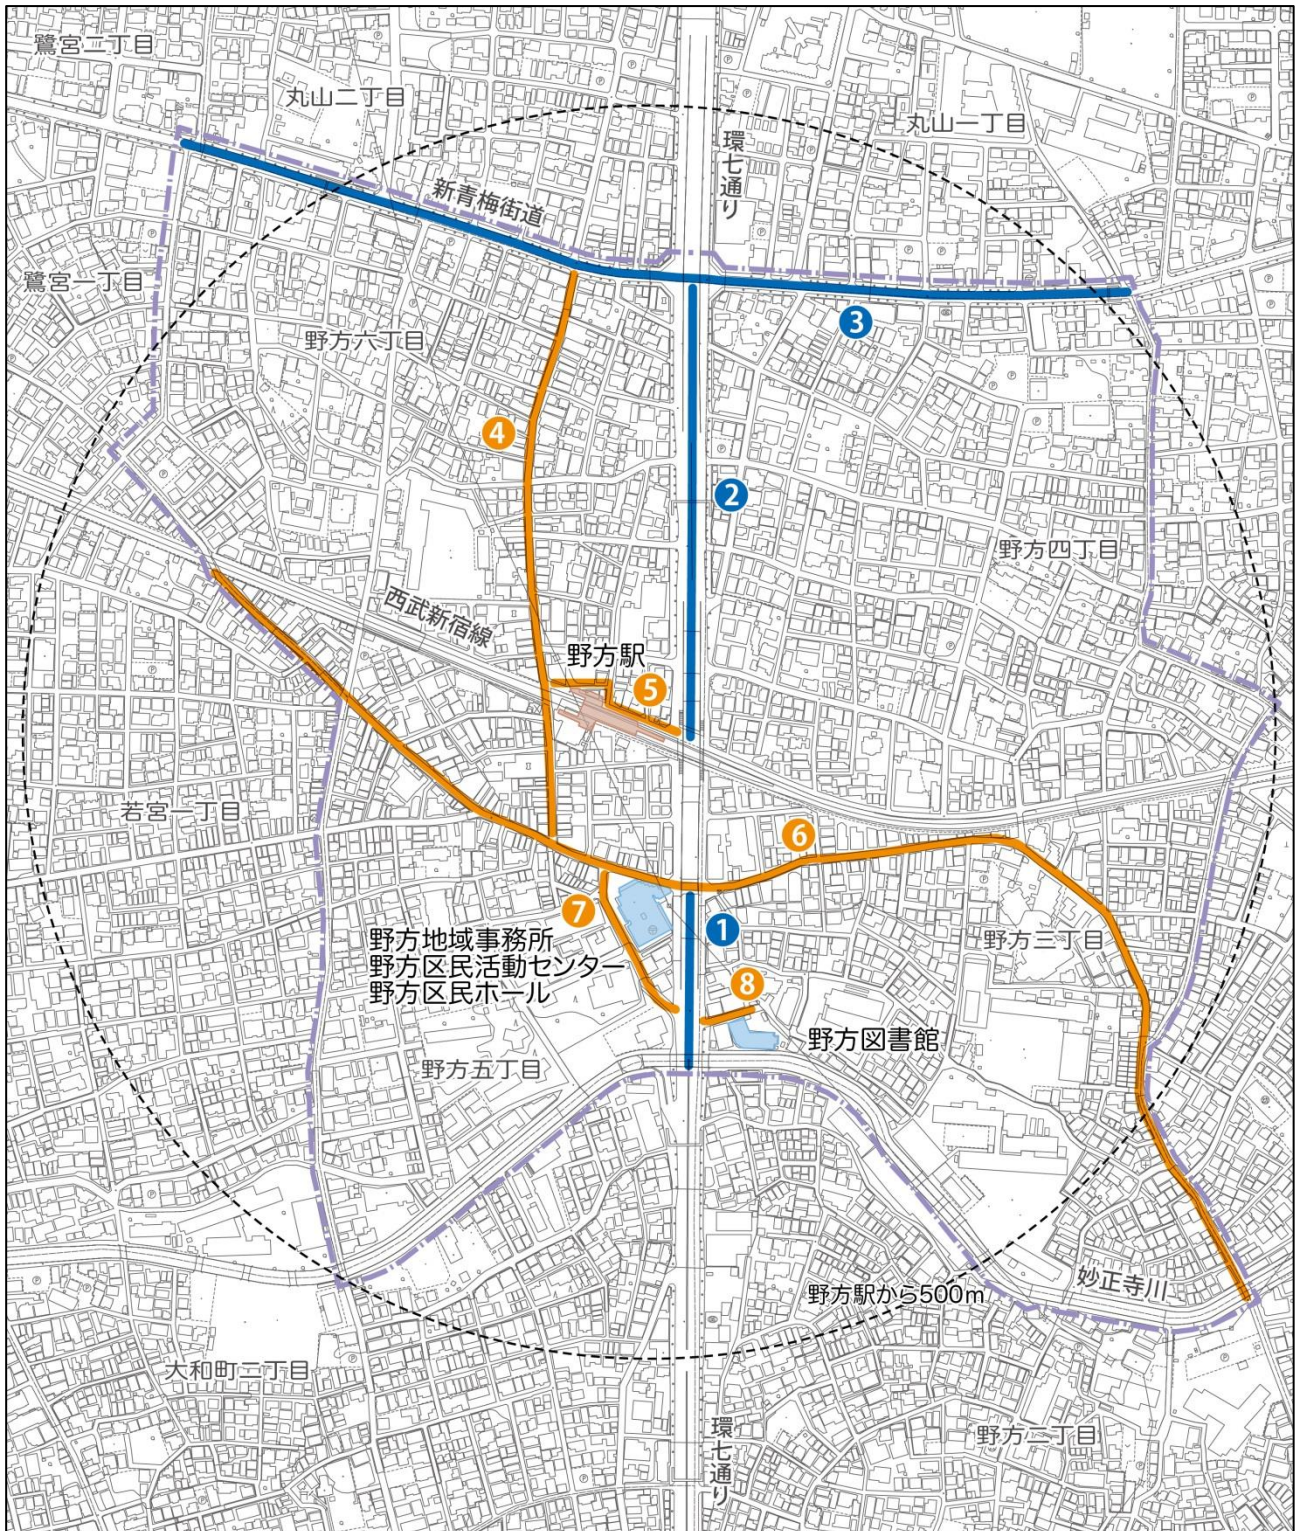 鷺宮二丁目
丸山二丁目
丸山一丁目
環七通り
新青梅街道
鷺宮一丁目
3
野方六丁目
4
2
野方四丁目
西武新宿線
野方駅
5
若宮一丁目
6
7
1
野方地域事務所
野方区民活動センター
野方区民ホール
野方三丁目
8
野方図書館
野方五丁目
妙正寺川
野方駅から500m
大和町二丁目
環七通り
野方二丁目